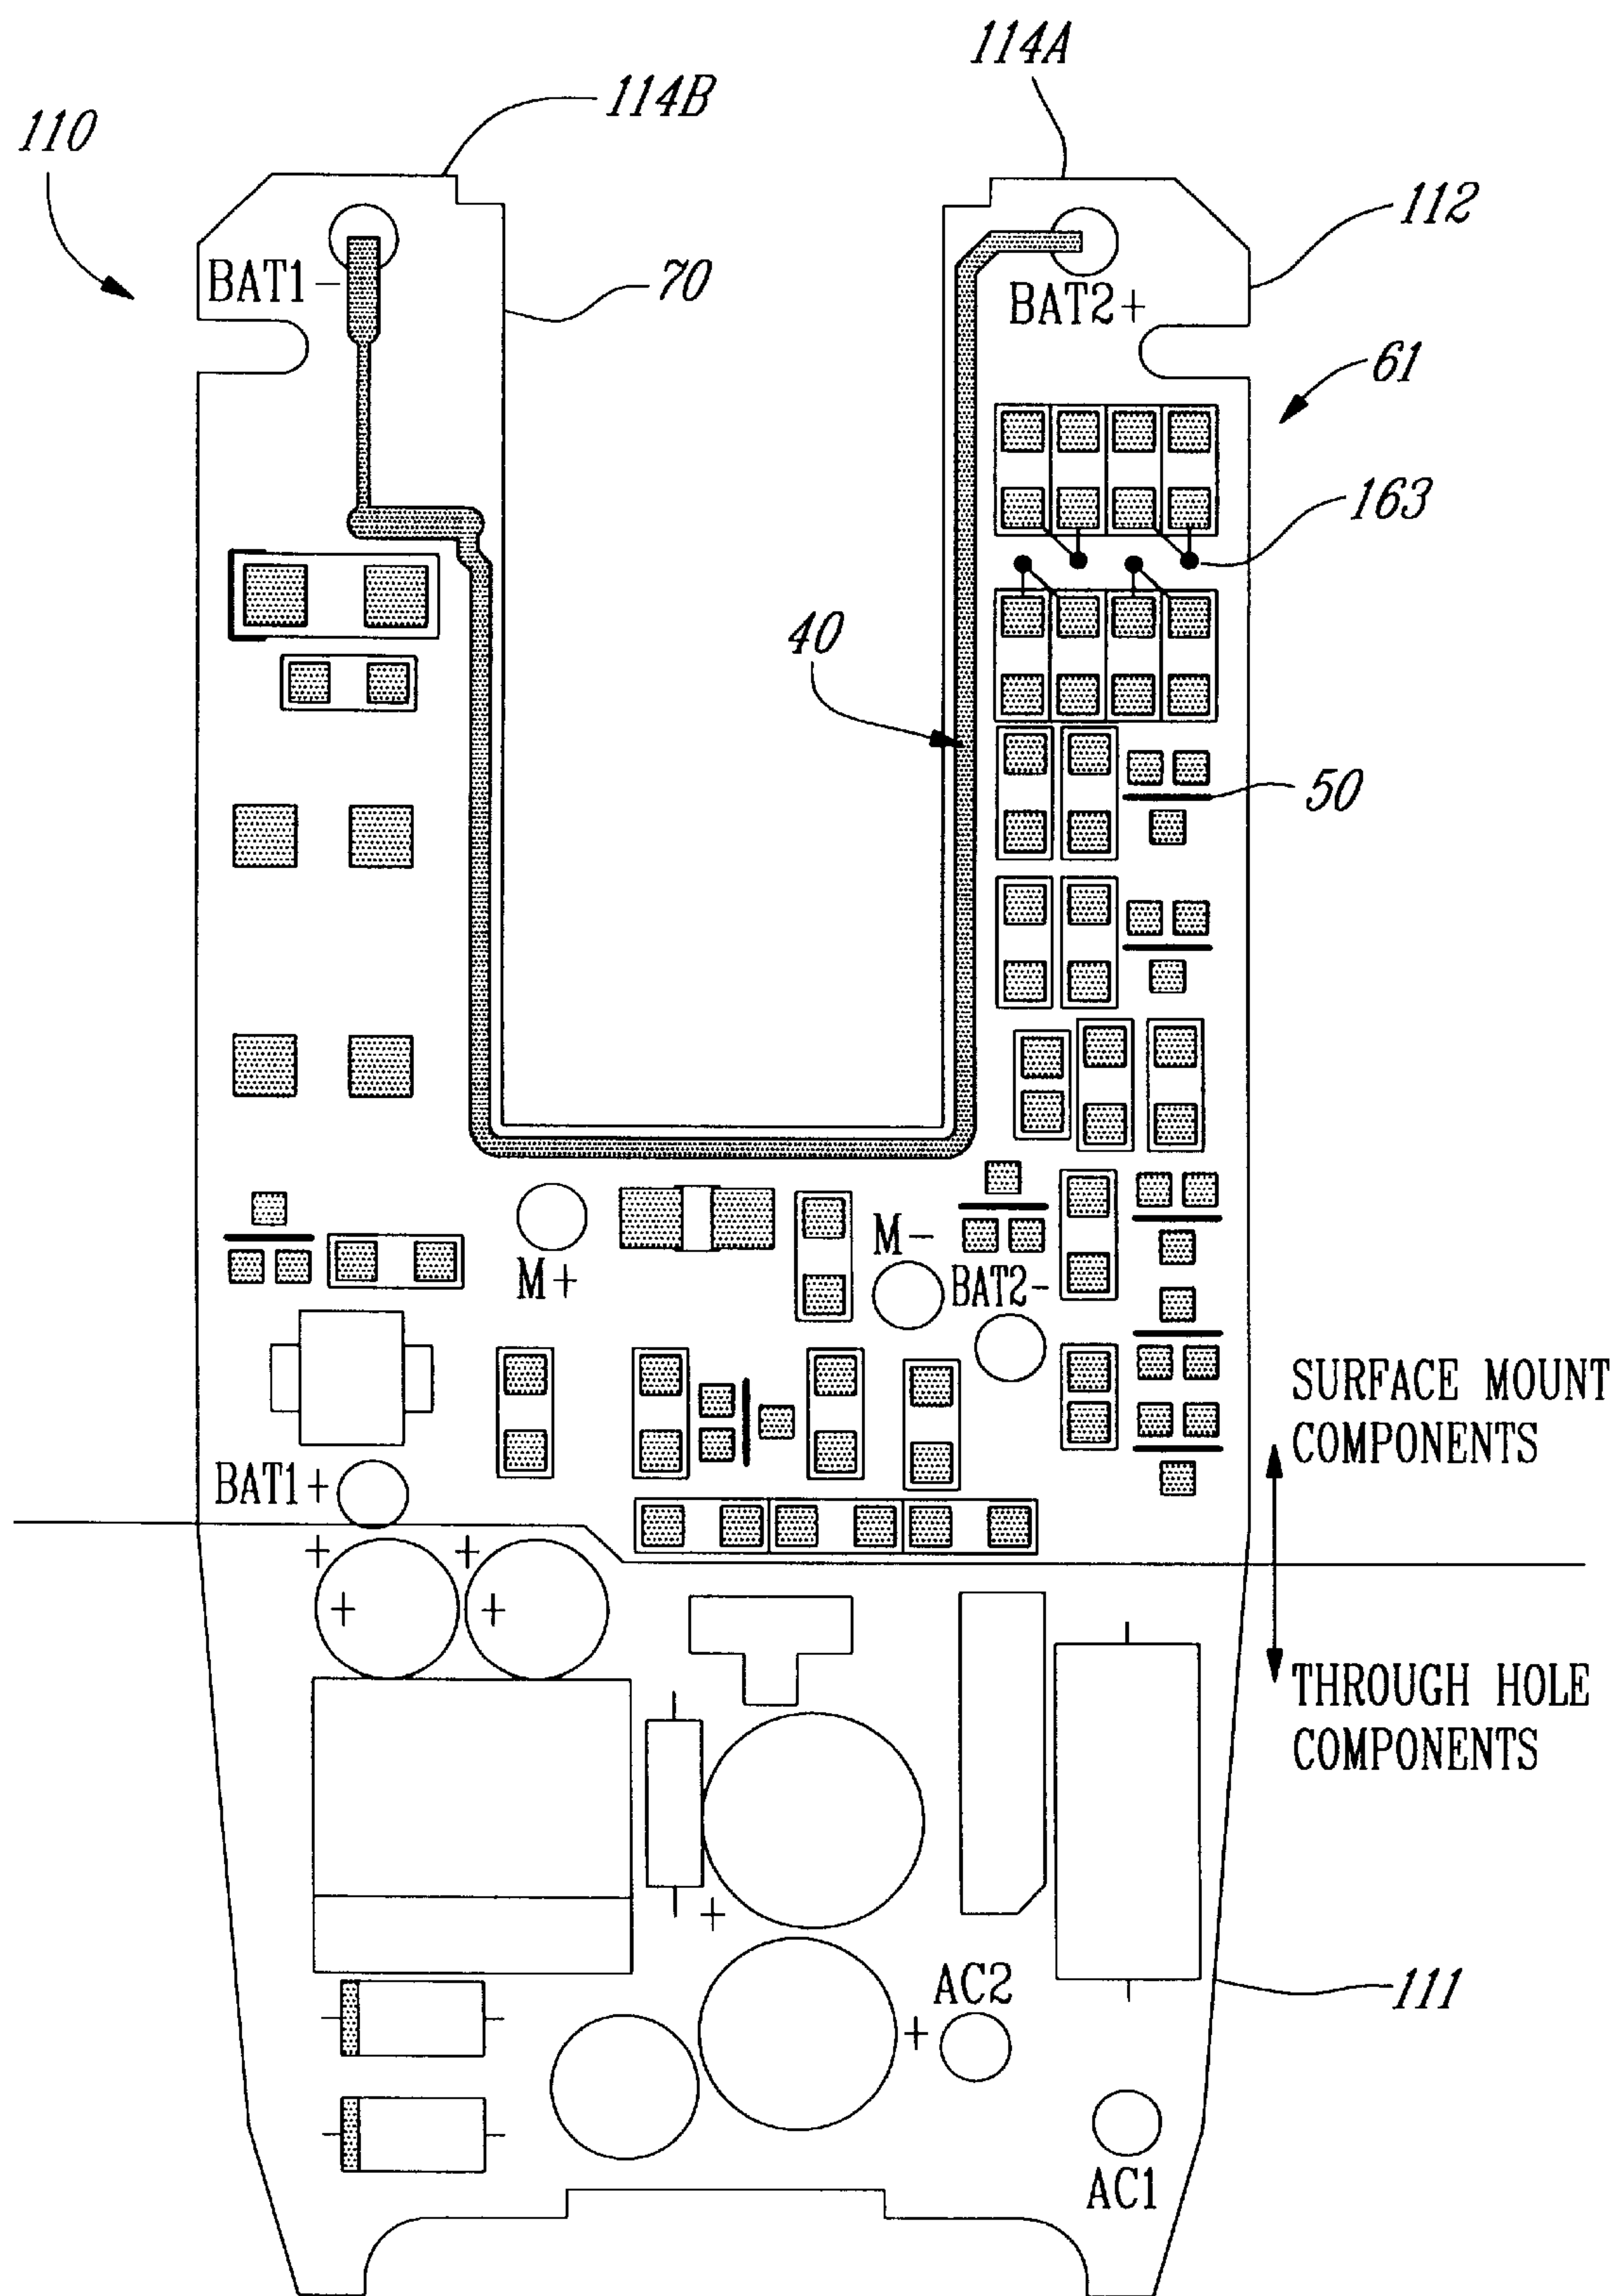 114A
114B
110
112
BAT1-
70
BAT2+
61
163
40
50
M-
M+
BAT2-
SURFACE MOUNT
COMPONENTS
BAT1+
+
+
+
+
THROUGH HOLE
COMPONENTS
+
AC2
+
111
AC1